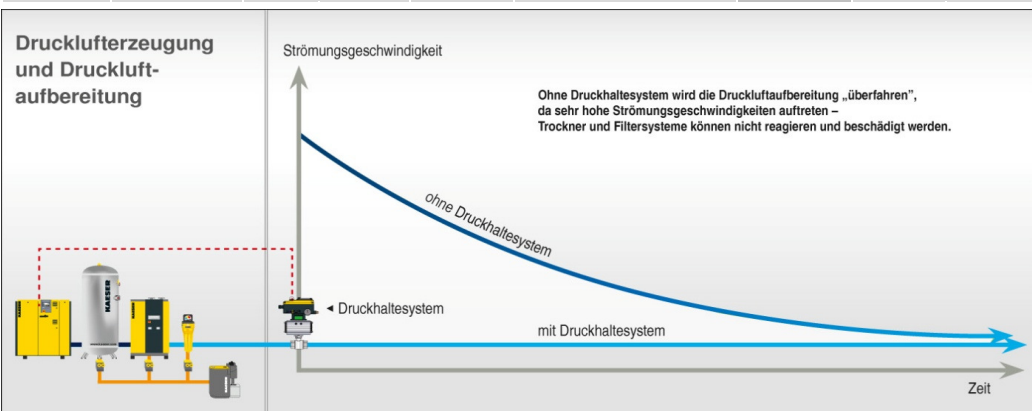 Drucklufterzeugung
und Druckluft-
aufbereitung
Strömungsgeschwindigkeit
Ohne Druckhaltesystem wird die Druckluftaufbereitung „überfahren”,
da sehr hohe Strömungsgeschwindigkeiten auftreten –
Trockner und Filtersysteme können nicht reagieren und beschädigt werden.
ohne Druckhaltesystem
KAESER
◄ Druckhaltesystem
mit Druckhaltesystem
Zeit